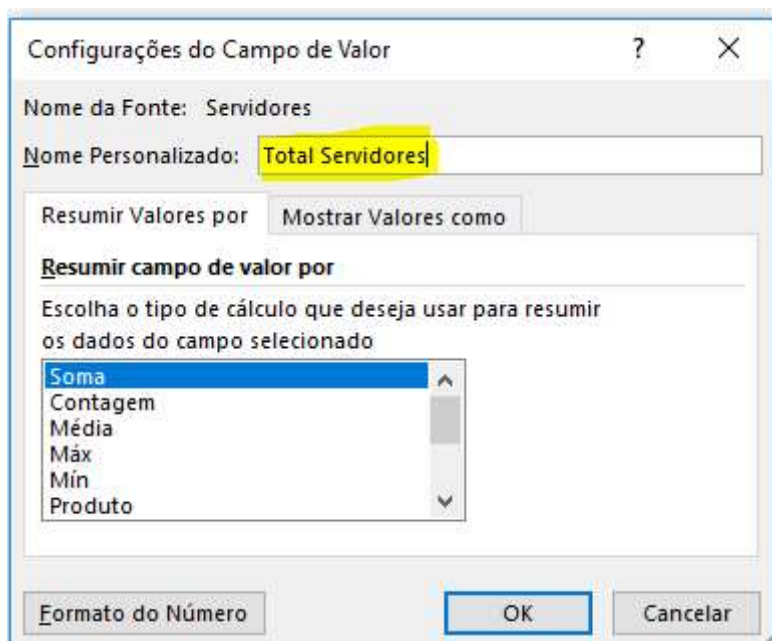 Configurações do Campo de Valor ?
Nome da Fonte: Servidores
Nome Personalizado: Total Servidores
Resumir Valores por Mostrar Valores como
Resumir campo de valor por
Escolha o tipo de cálculo que deseja usar para resumir
os dados do campo selecionado
Soma
Contagem
Média
Máx
Mín
Produto
Formato do Número OK Cancelar